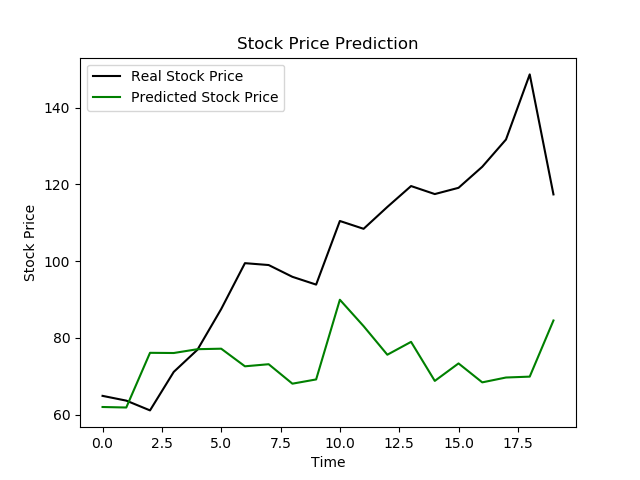 Stock Price Prediction
Real Stock Price
Predicted Stock Price
Stock Price
140
120
100
80
60
0.0 2.5 5.0 7.5 10.0 12.5 15.0 17.5
Time